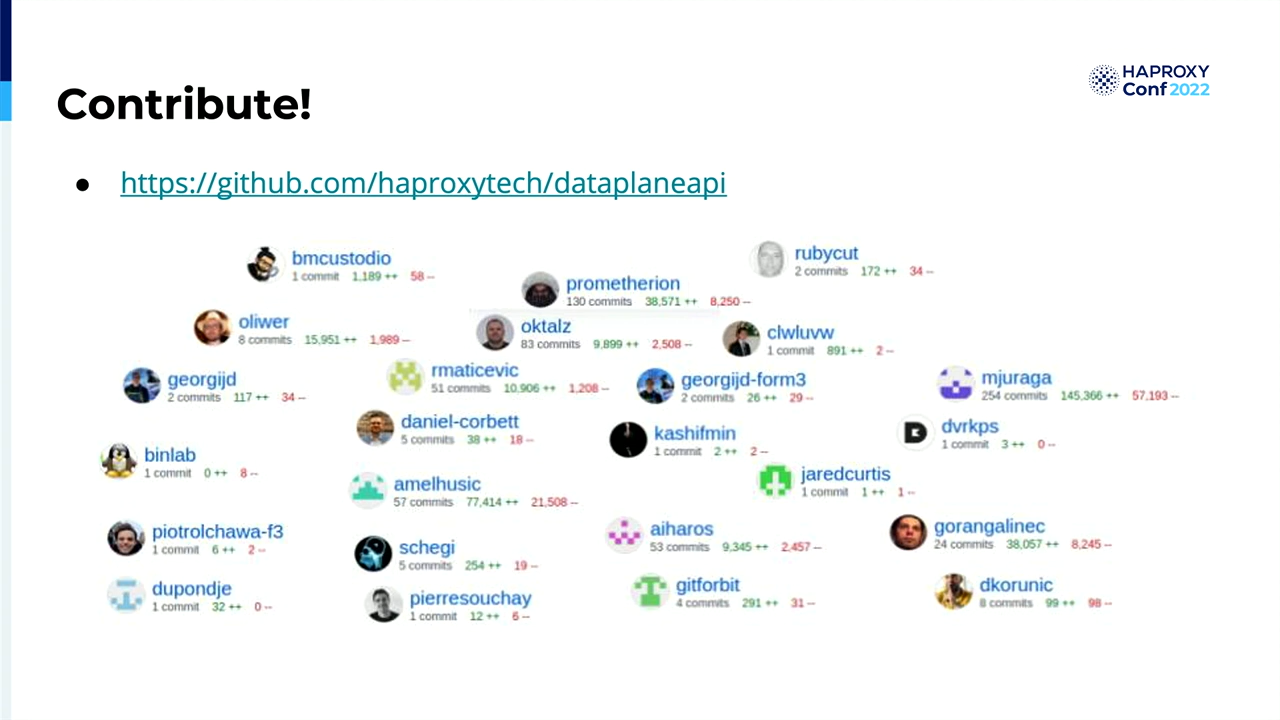 HAPROXY
Conf 2022
Contribute!
● https://github.com/haproxytech/dataplaneapi
bmcustodio
1 commit 1,189 ++ 58 --
rubycut
2 commits 172 ++ 34 --
prometherion
130 commits 38,571 ++ 8,250 --
oliwer
8 commits 15,951 ++ 1,989 --
oktalz
83 commits 9,899 ++ 2,508 --
clwluvw
1 commit 891 ++ 2 --
georgijd
2 commits 117 ++ 34 --
rmaticevic
51 commits 10,906 ++ 1,208 --
georgijd-form3
2 commits 26 ++ 29 --
mjuraga
254 commits 145,366 ++ 57,193 --
daniel-corbett
5 commits 38 ++ 18 --
kashifmin
1 commit 2 ++ 2 --
dvrkps
1 commit 3 ++ 0 --
binlab
1 commit 0 ++ 8 --
amelhusic
57 commits 77,414 ++ 21,508 --
jaredcurtis
1 commit 1 ++ 1 --
piotrolchawa-f3
1 commit 6 ++ 2 --
schegi
5 commits 254 ++ 19 --
aiharos
53 commits 9,345 ++ 2,457 --
gorangalinec
24 commits 38,057 ++ 8,245 --
dupondje
1 commit 32 ++ 0 --
pierresouchay
1 commit 12 ++ 6 --
gitforbit
4 commits 291 ++ 31 --
dkorunic
8 commits 99 ++ 98 --